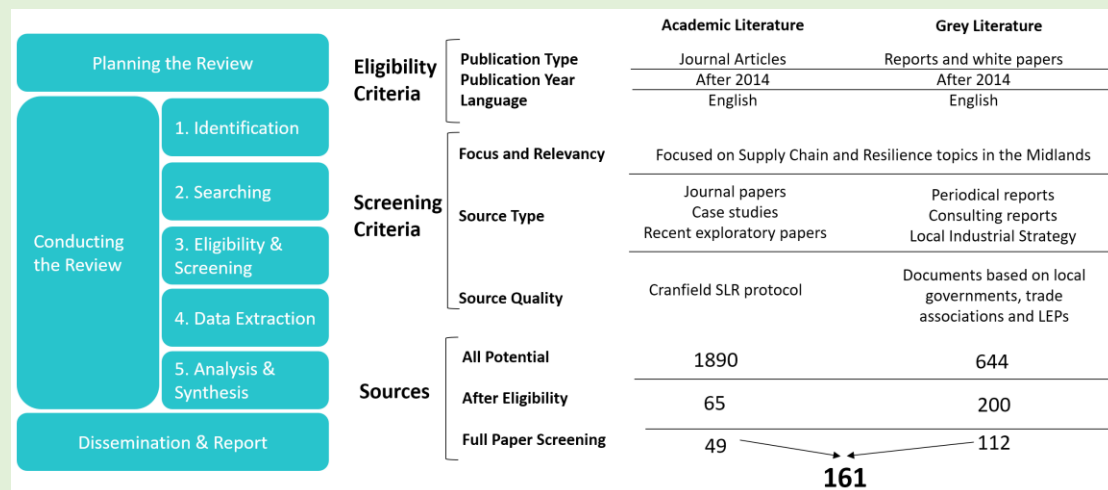 Planning the Review
Conducting
the Review
1. Identification
2. Searching
3. Eligibility &
Screening
4. Data Extraction
5. Analysis &
Synthesis
Dissemination & Report
Academic Literature
Grey Literature
Eligibility
Criteria
Publication Type
Journal Articles
Reports and white papers
Publication Year
After 2014
After 2014
Language
English
English
Screening
Criteria
Focus and Relevancy
Focused on Supply Chain and Resilience topics in the Midlands
Source Type
Journal papers
Case studies
Recent exploratory papers
Periodical reports
Consulting reports
Local Industrial Strategy
Source Quality
Cranfield SLR protocol
Documents based on local
governments, trade
associations and LEPs
Sources
All Potential
1890
644
After Eligibility
65
200
Full Paper Screening
49
112
161